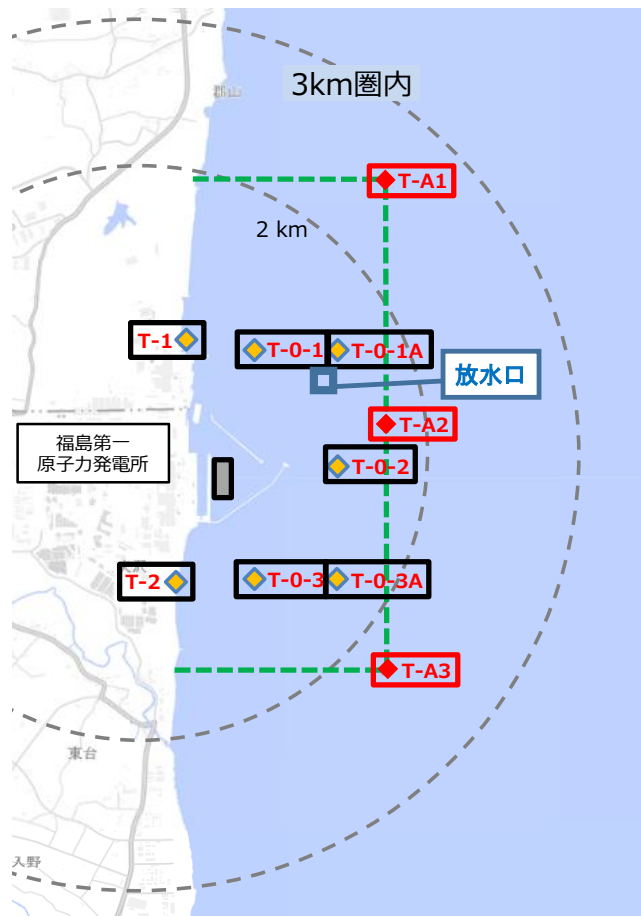 3km圏内
郡山
T-A1
2 km
T-1
T-0-1
T-0-1A
放水口
T-A2
福島第一
原子力発電所
T-0-2
T-2
T-0-3
T-0-3A
T-A3
東台
入野